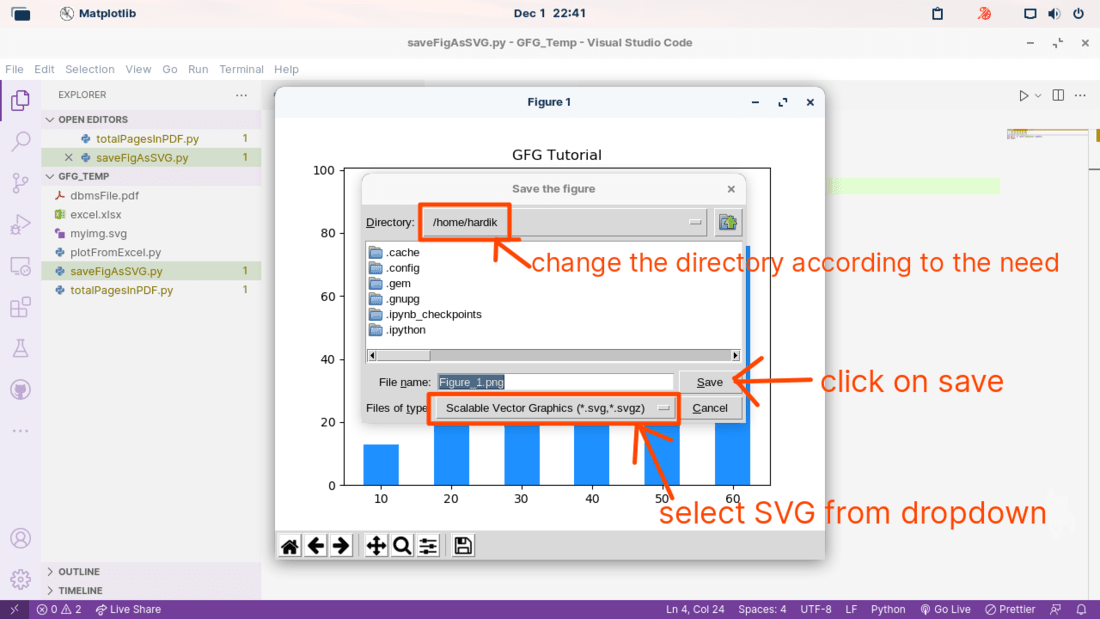 Matplotlib
Dec 1 22:41
saveFigAsSVG.py - GFG_Temp - Visual Studio Code
File Edit Selection View Go Run Terminal Help
EXPLORER
OPEN EDITORS
totalPagesInPDF.py 1
saveFigAsSVG.py 1
GFG_TEMP
dbmsFile.pdf
excel.xlsx
myimg.svg
plotFromExcel.py
saveFigAsSVG.py 1
totalPagesInPDF.py 1
OUTLINE
TIMELINE
Figure 1
GFG Tutorial
100
80
60
40
20
0
10 20 30 40 50 60
Save the figure
Directory: /home/hardik
change the directory according to the need
.cache
.config
.gem
.gnupg
.ipynb_checkpoints
.ipython
File name: Figure_1.png Save
click on save
Files of type Scalable Vector Graphics (*.svg,*.svgz) Cancel
select SVG from dropdown
0 2 Live Share Ln 4, Col 24 Spaces: 4 UTF-8 LF Python Go Live Prettier